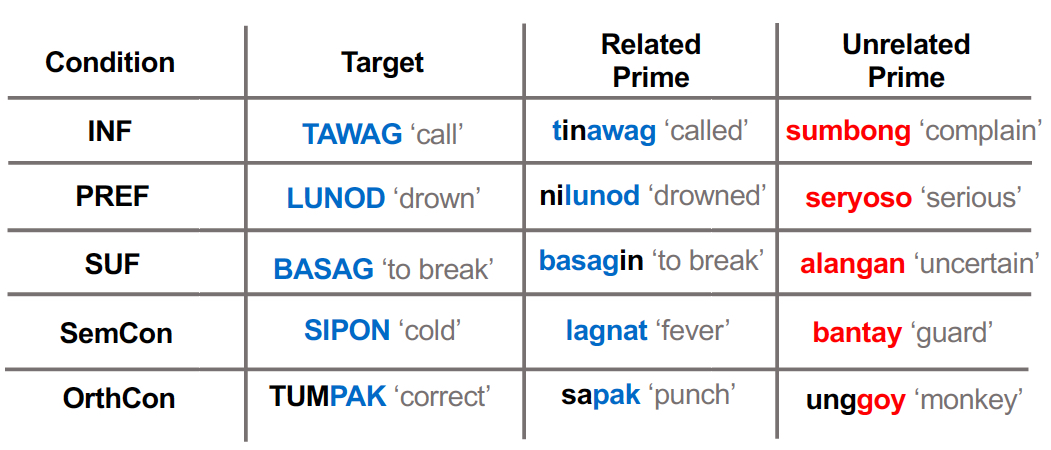 Condition Target Related Prime Unrelated Prime
INF TAWAG ‘call’ tinawag ‘called’ sumbong ‘complain’
PREF LUNOD ‘drown’ nilunod ‘drowned’ seryoso ‘serious’
SUF BASAG ‘to break’ basagin ‘to break’ alangan ‘uncertain’
SemCon SIPON ‘cold’ lagnat ‘fever’ bantay ‘guard’
OrthCon TUMPAK ‘correct’ sapak ‘punch’ unggoy ‘monkey’